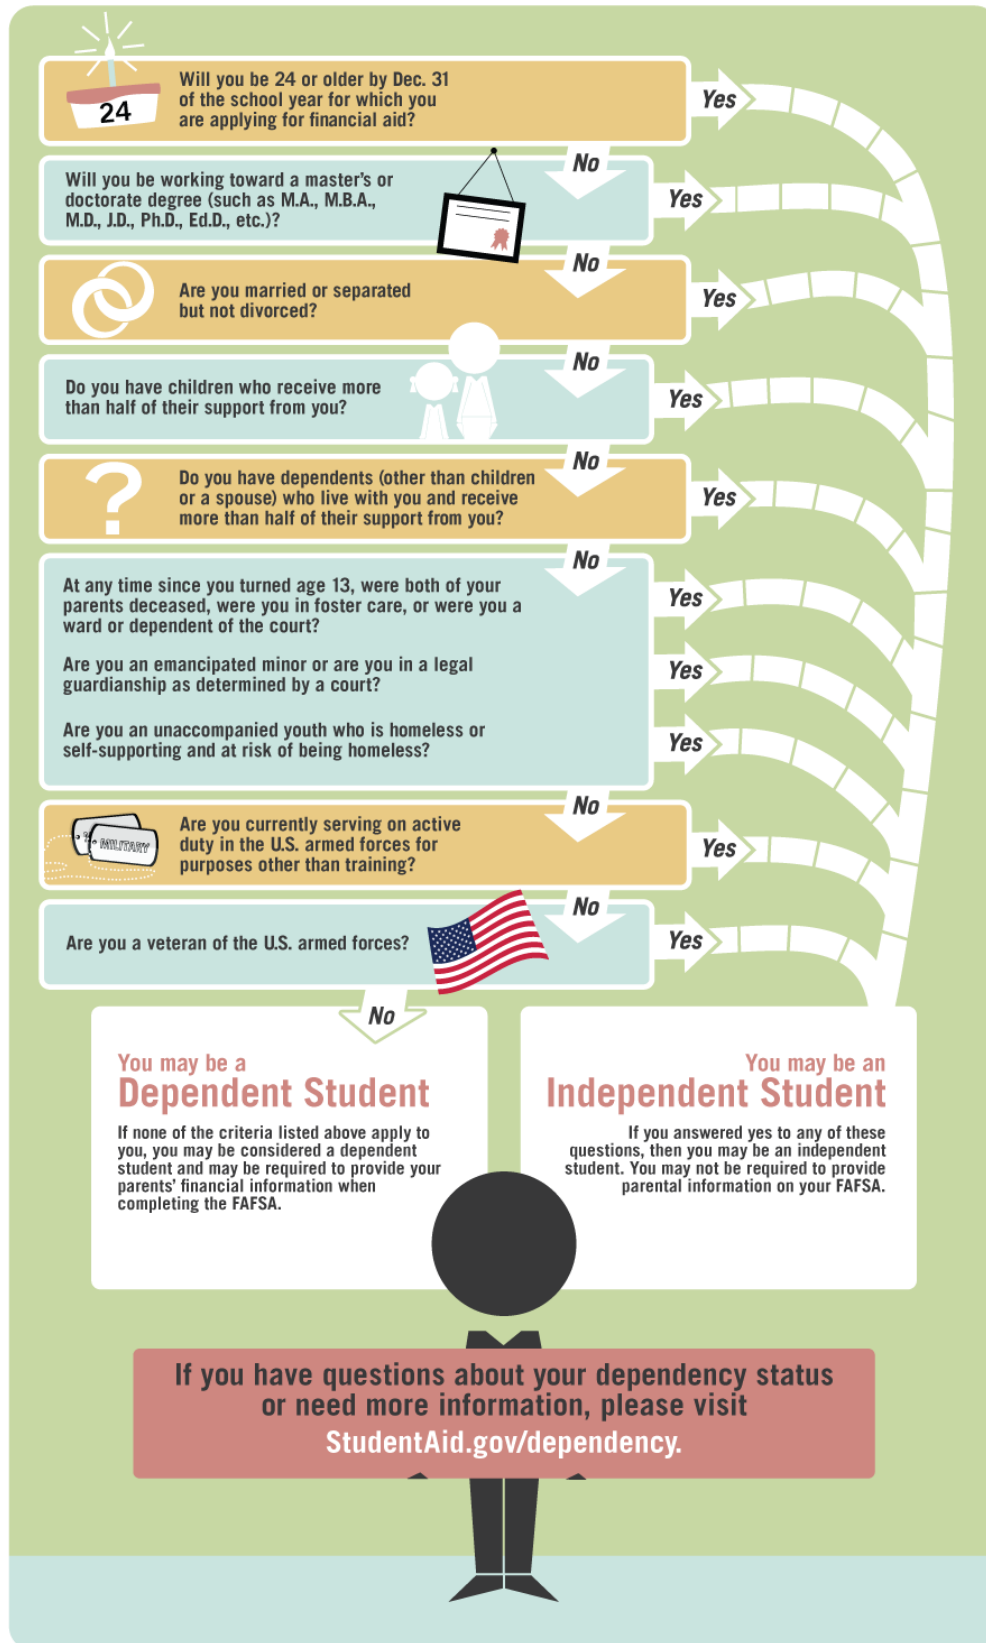 24
Will you be 24 or older by Dec. 31
of the school year for which you
are applying for financial aid?
Yes
No
Will you be working toward a master's or
doctorate degree (such as M.A., M.B.A.,
M.D., J.D., Ph.D., Ed.D., etc.)?
Yes
No
Are you married or separated
but not divorced?
Yes
No
Do you have children who receive more
than half of their support from you?
Yes
No
?
Do you have dependents (other than children
or a spouse) who live with you and receive
more than half of their support from you?
Yes
No
At any time since you turned age 13, were both of your
parents deceased, were you in foster care, or were you a
ward or dependent of the court?
Yes
Are you an emancipated minor or are you in a legal
guardianship as determined by a court?
Yes
Are you an unaccompanied youth who is homeless or
self-supporting and at risk of being homeless?
Yes
No
MILITARY
Are you currently serving on active
duty in the U.S. armed forces for
purposes other than training?
Yes
No
Are you a veteran of the U.S. armed forces?
Yes
No
You may be a
Dependent Student
If none of the criteria listed above apply to
you, you may be considered a dependent
student and may be required to provide your
parents' financial information when
completing the FAFSA.
You may be an
Independent Student
If you answered yes to any of these
questions, then you may be an independent
student. You may not be required to provide
parental information on your FAFSA.
If you have questions about your dependency status
or need more information, please visit
StudentAid.gov/dependency.